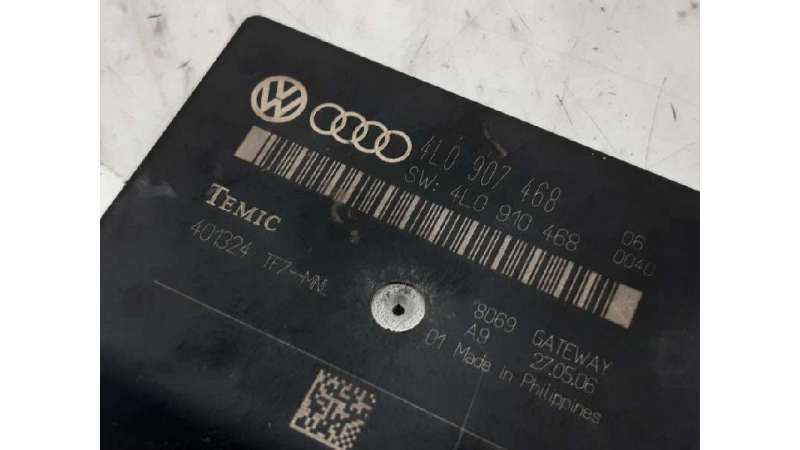 4L0 907 468
SW: 4L0 910 468 06
0040
TEMIC
401324 TF7-MNL
8069 GATEWAY
A9 27.05.06
01 Made in Philippines